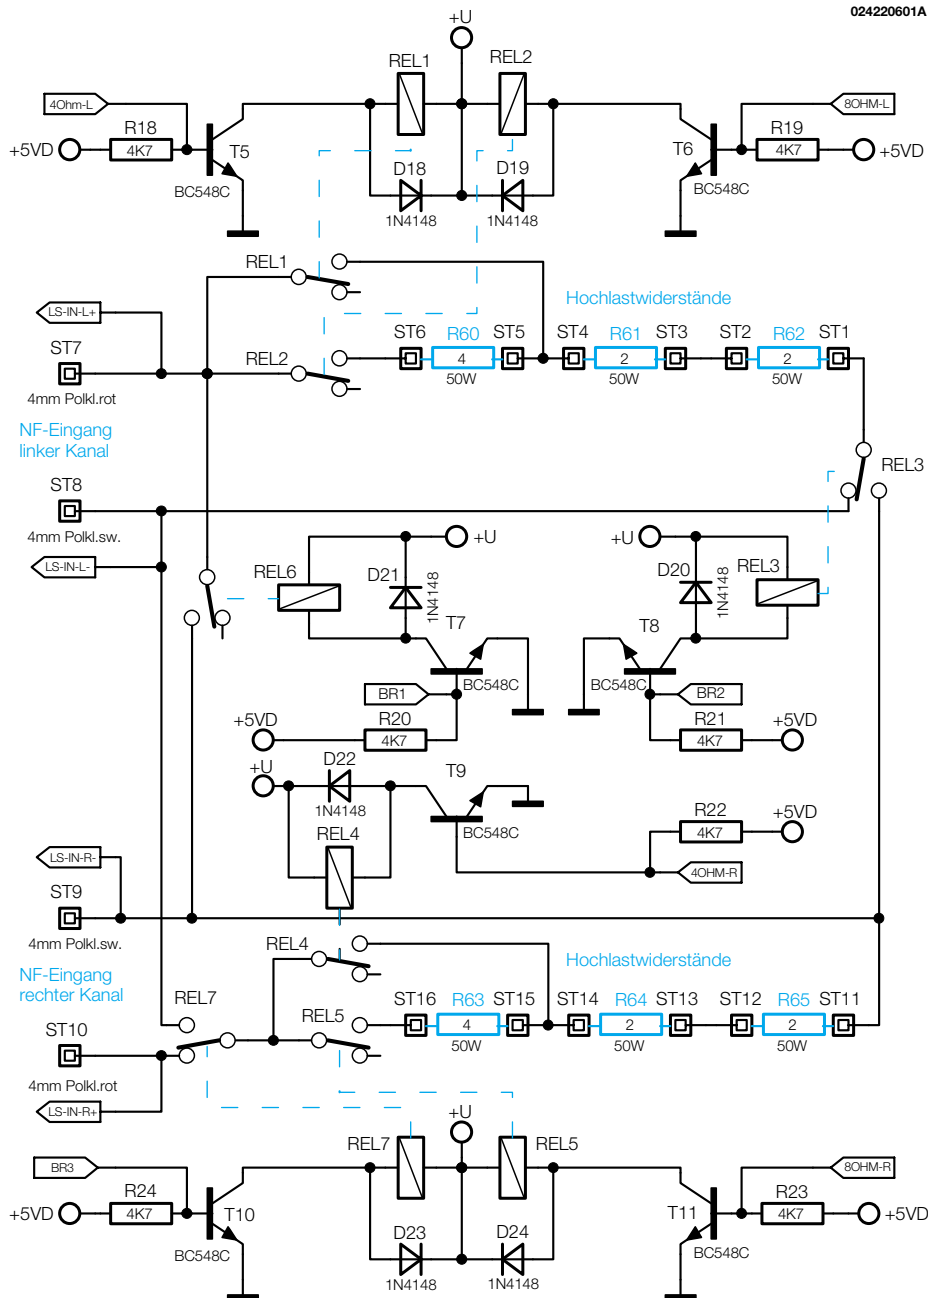 024220601A
+U
REL1
REL2
4Ohm-L
8OHM-L
R18
R19
+5VD
4K7
T5
T6
4K7
+5VD
D18
D19
BC548C
BC548C
1N4148
1N4148
REL1
LS-IN-L+
Hochlastwiderstände
ST7
ST6
R60
ST5
ST4
R61
ST3
ST2
R62
ST1
REL2
4
2
2
50W
50W
50W
4mm Polkl.rot
NF-Eingang
linker Kanal
REL3
ST8
4mm Polkl.sw.
+U
+U
LS-IN-L-
REL6
D21
1N4148
D20
1N4148
REL3
T7
T8
BC548C
BC548C
BR1
BR2
+5VD
R20
R21
+5VD
4K7
4K7
+U
D22
T9
1N4148
R22
+5VD
REL4
BC548C
4K7
LS-IN-R-
4OHM-R
ST9
4mm Polkl.sw.
REL4
NF-Eingang
rechter Kanal
Hochlastwiderstände
REL7
REL5
ST16
R63
ST15
ST14
R64
ST13
ST12
R65
ST11
4
2
2
ST10
50W
50W
50W
4mm Polkl.rot
LS-IN-R+
+U
REL7
REL5
BR3
8OHM-R
R24
R23
+5VD
4K7
T10
T11
4K7
+5VD
D23
D24
BC548C
BC548C
1N4148
1N4148